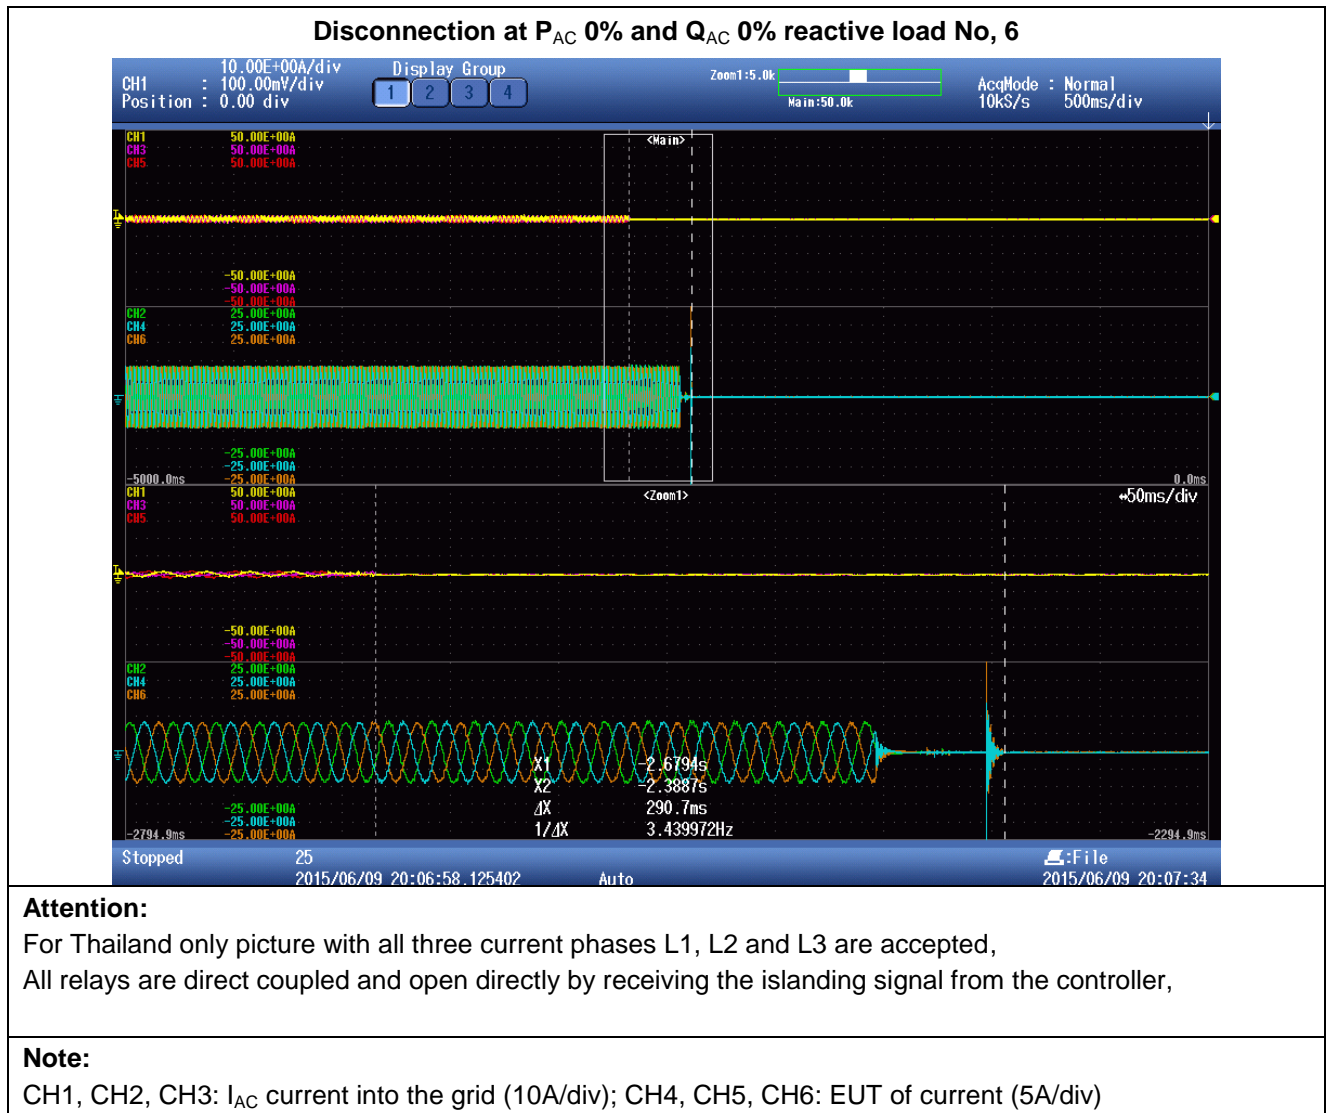 Disconnection at PAC 0% and QAC 0% reactive load No, 6
10.00E+00A/div
CH1 : 100.00mV/div
Position : 0.00 div
Display Group
1 2 3 4
Zoom1:5.0k
Main:50.0k
AcqMode : Normal
10kS/s 500ms/div
<Main>
CH1 50.00E+00A
CH3 50.00E+00A
CH5 50.00E+00A
-50.00E+00A
-50.00E+00A
-50.00E+00A
CH2 25.00E+00A
CH4 25.00E+00A
CH6 25.00E+00A
-25.00E+00A
-25.00E+00A
-25.00E+00A
-5000.0ms
0.0ms
<Zoom1>
↔50ms/div
CH1 50.00E+00A
CH3 50.00E+00A
CH5 50.00E+00A
-50.00E+00A
-50.00E+00A
-50.00E+00A
CH2 25.00E+00A
CH4 25.00E+00A
CH6 25.00E+00A
X1 -2.6794s
X2 -2.3887s
ΔX 290.7ms
1/ΔX 3.439972Hz
-25.00E+00A
-25.00E+00A
-25.00E+00A
-2794.9ms
-2294.9ms
Stopped 25
2015/06/09 20:06:58.125402 Auto
:File
2015/06/09 20:07:34
Attention:
For Thailand only picture with all three current phases L1, L2 and L3 are accepted,
All relays are direct coupled and open directly by receiving the islanding signal from the controller,
Note:
CH1, CH2, CH3: IAC current into the grid (10A/div); CH4, CH5, CH6: EUT of current (5A/div)